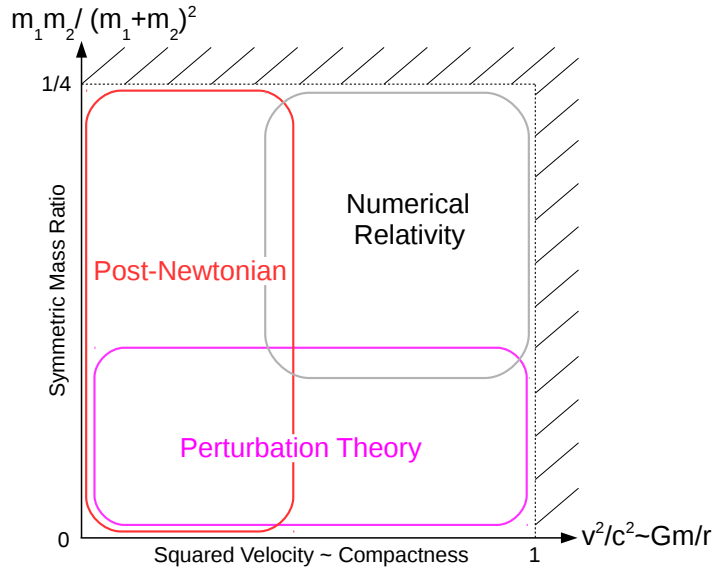 m₁m₂/ (m₁+m₂)²
1/4
Symmetric Mass Ratio
Numerical
Relativity
Post-Newtonian
Perturbation Theory
0
Squared Velocity ~ Compactness
1
v²/c²~Gm/r